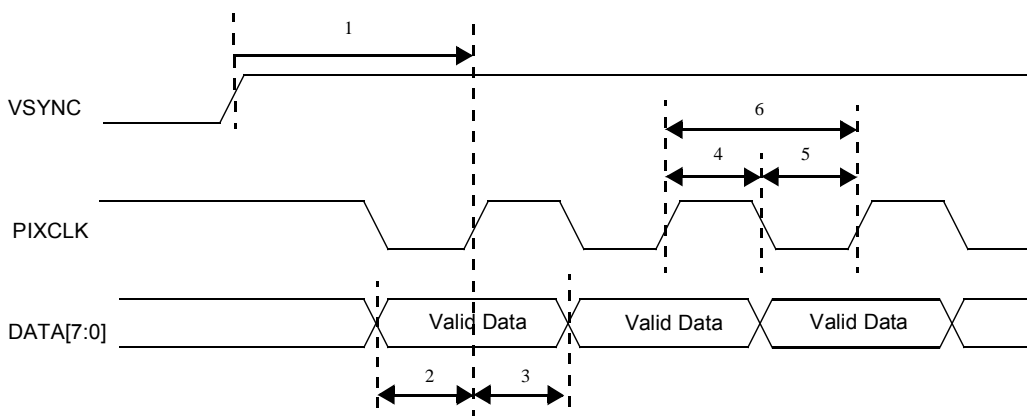 1
VSYNC
6
4 5
PIXCLK
DATA[7:0] Valid Data Valid Data Valid Data
2 3